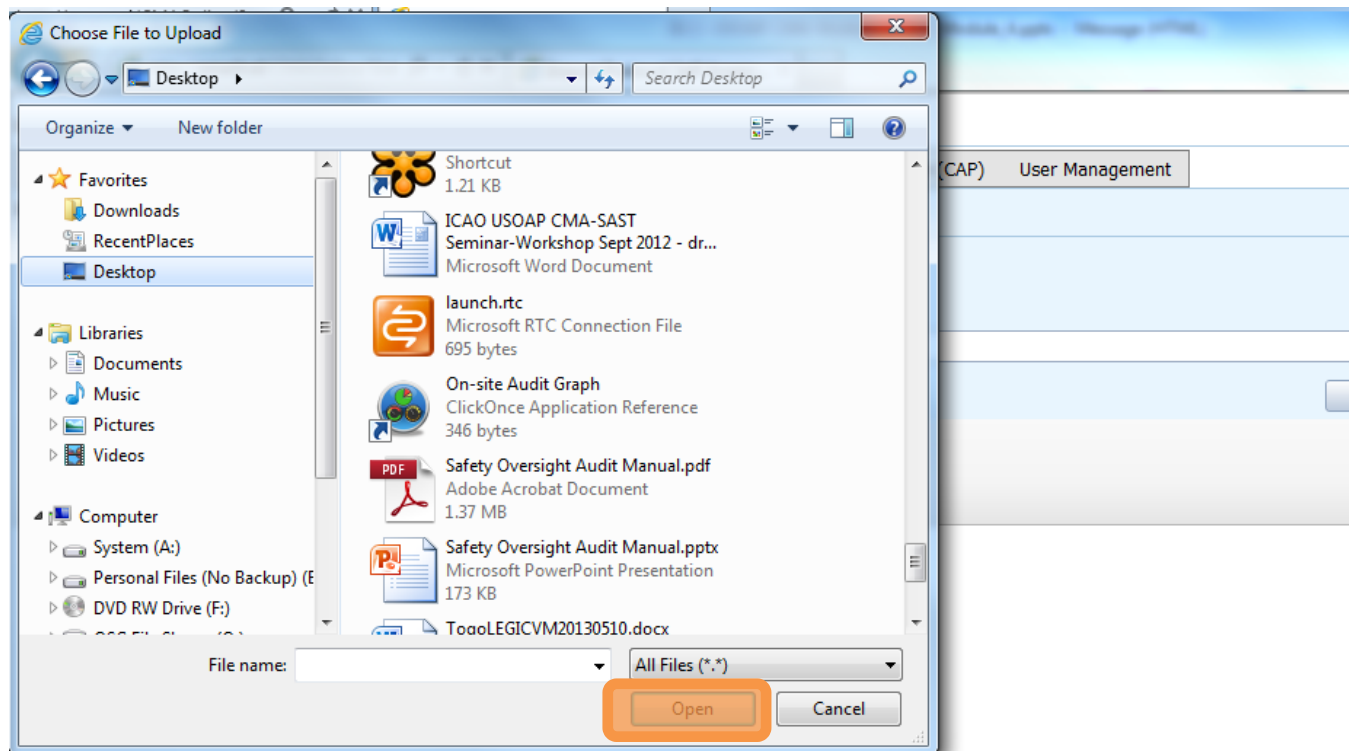 Choose File to Upload
Desktop
Search Desktop
Organize
New folder
(CAP) User Management
Favorites
Downloads
RecentPlaces
Desktop
Libraries
Documents
Music
Pictures
Videos
Computer
System (A:)
Personal Files (No Backup) (E
DVD RW Drive (F:)
Shortcut
1.21 KB
ICAO USOAP CMA-SAST
Seminar-Workshop Sept 2012 - dr...
Microsoft Word Document
launch.rtc
Microsoft RTC Connection File
695 bytes
On-site Audit Graph
ClickOnce Application Reference
346 bytes
PDF
Safety Oversight Audit Manual.pdf
Adobe Acrobat Document
1.37 MB
Safety Oversight Audit Manual.pptx
Microsoft PowerPoint Presentation
173 KB
TogoLEGICVM20130510.docx
File name:
All Files (*.*)
Open
Cancel